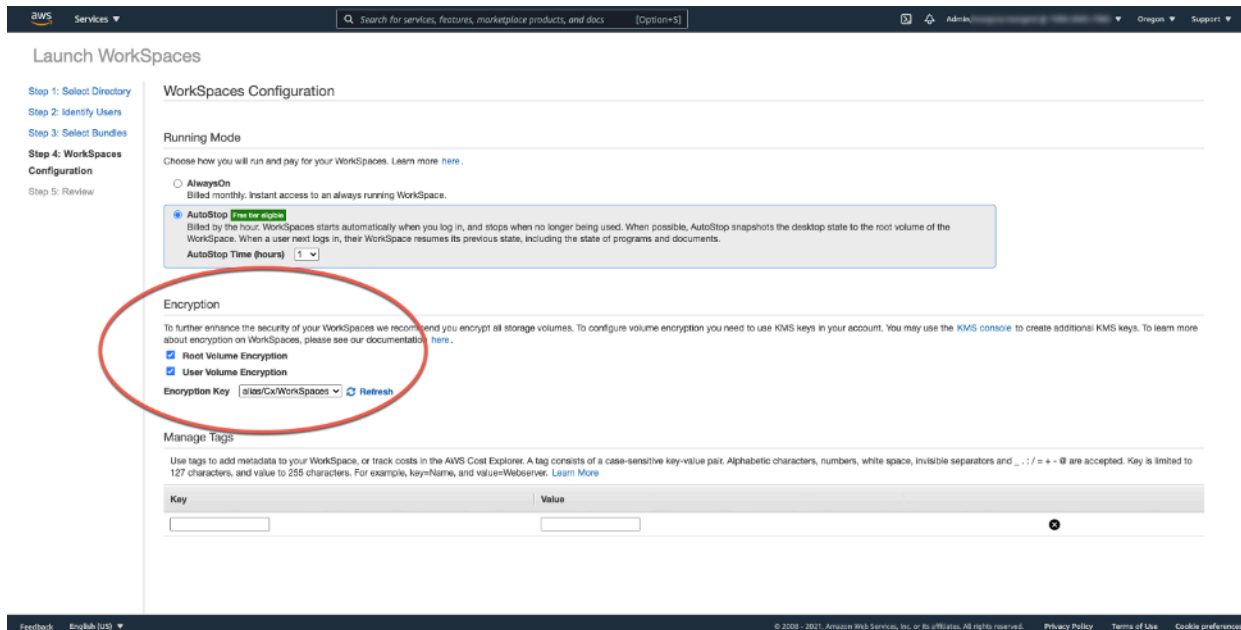 aws Services ▼ Search for services, features, marketplace products, and docs [Option+S] Admin ▼ Oregon ▼ Support ▼
Launch WorkSpaces
Step 1: Select Directory
Step 2: Identify Users
Step 3: Select Bundles
Step 4: WorkSpaces
Configuration
Step 5: Review
WorkSpaces Configuration
Running Mode
Choose how you will run and pay for your WorkSpaces. Learn more here.
AlwaysOn
Billed monthly. Instant access to an always running WorkSpace.
AutoStop Free tier eligible
Billed by the hour. WorkSpaces starts automatically when you log in, and stops when no longer being used. When possible, AutoStop snapshots the desktop state to the root volume of the
WorkSpace. When a user next logs in, their WorkSpace resumes its previous state, including the state of programs and documents.
AutoStop Time (hours) 1
Encryption
To further enhance the security of your WorkSpaces we recommend you encrypt all storage volumes. To configure volume encryption you need to use KMS keys in your account. You may use the KMS console to create additional KMS keys. To learn more
about encryption on WorkSpaces, please see our documentation here.
Root Volume Encryption
User Volume Encryption
Encryption Key alias/Cx/WorkSpaces Refresh
Manage Tags
Use tags to add metadata to your WorkSpace, or track costs in the AWS Cost Explorer. A tag consists of a case-sensitive key-value pair. Alphabetic characters, numbers, white space, invisible separators and _ . : / = + - @ are accepted. Key is limited to
127 characters, and value to 255 characters. For example, key=Name, and value=Webserver. Learn More
Key Value
Feedback English (US) ▼ © 2008 - 2021, Amazon Web Services, Inc. or its affiliates. All rights reserved. Privacy Policy Terms of Use Cookie preferences